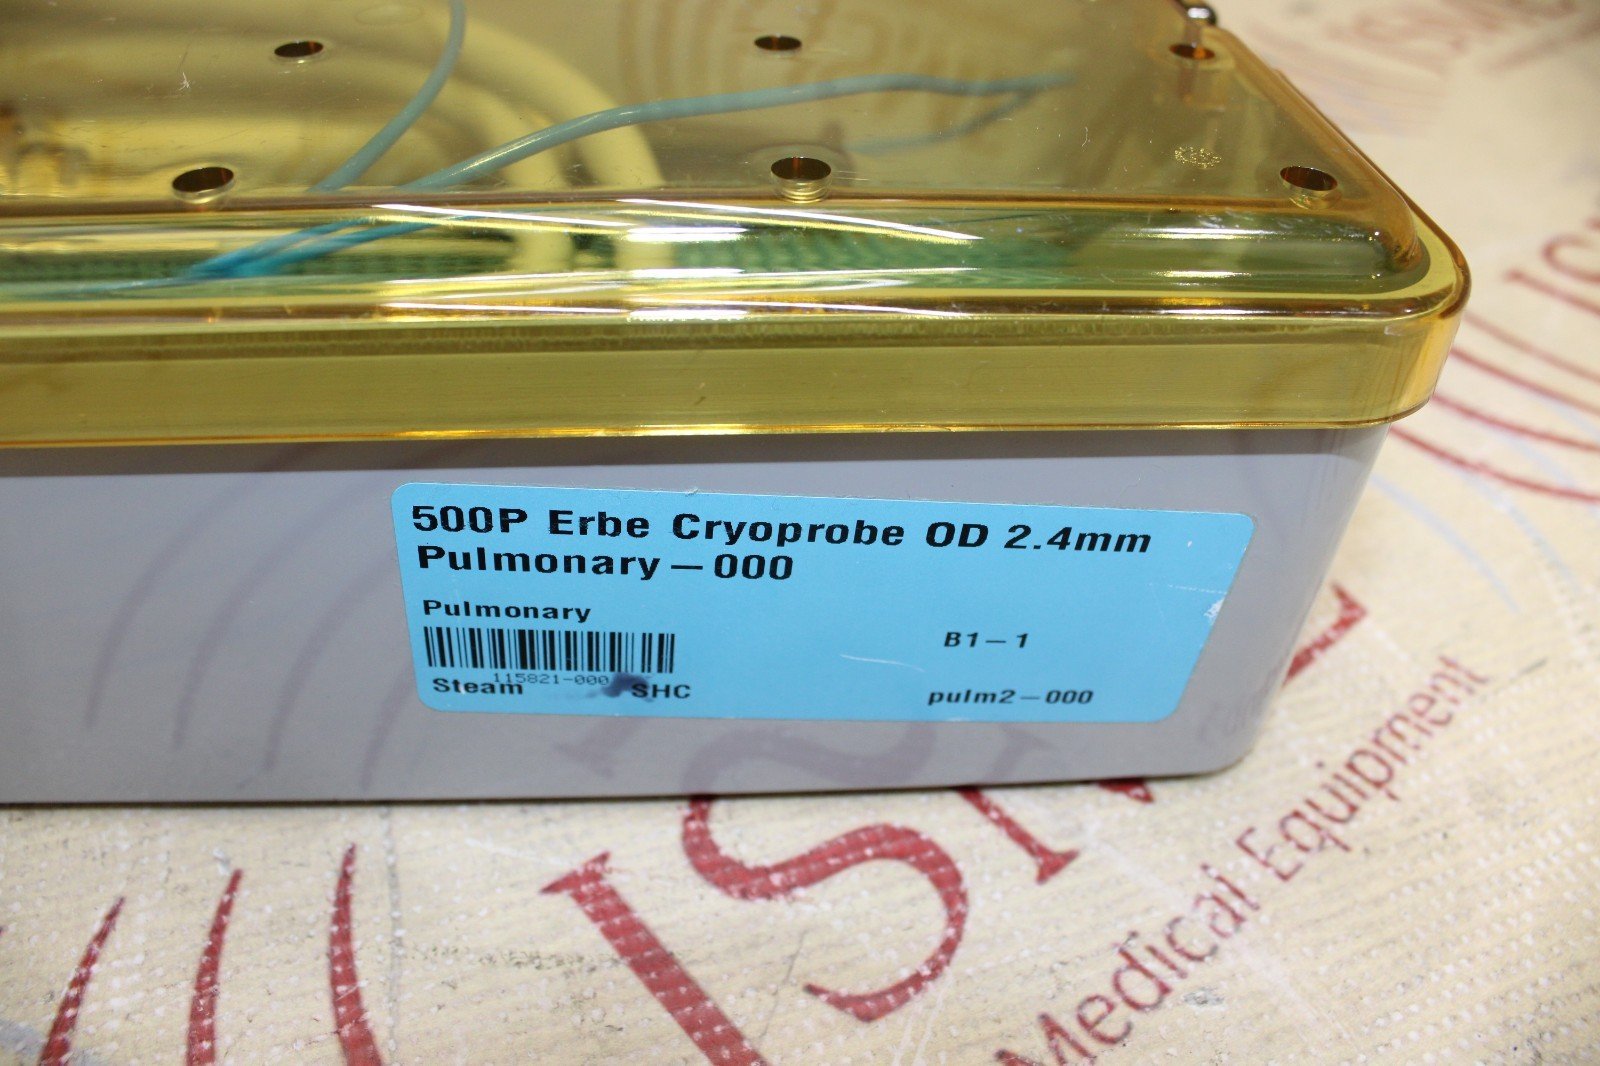 500P Erbe Cryoprobe OD 2.4mm
Pulmonary-000
Pulmonary
B1-1
115821-000
Steam SHC
pulm2-000
Medical Equipment